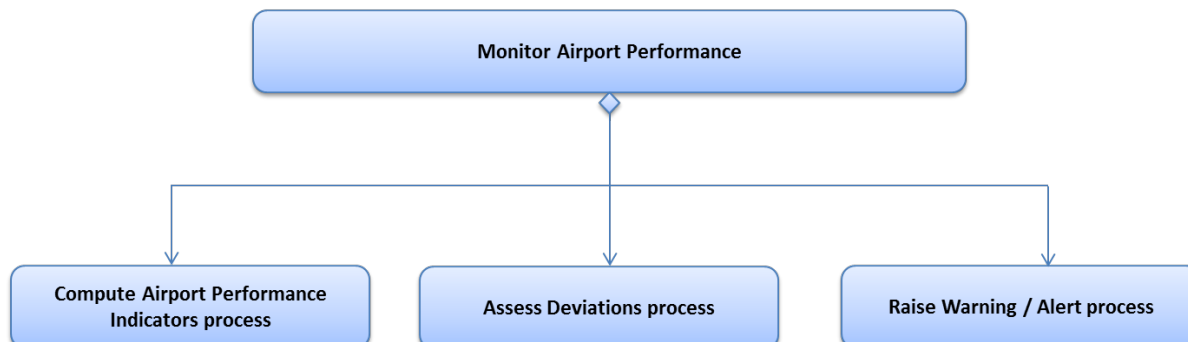 Monitor Airport Performance
Compute Airport Performance
Indicators process
Assess Deviations process
Raise Warning / Alert process